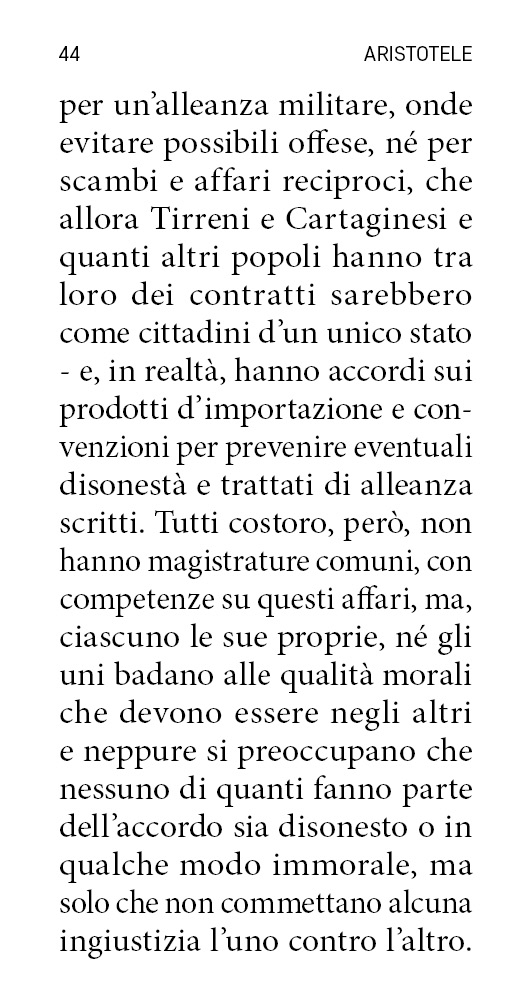 44 ARISTOTELE
per un’alleanza militare, onde
evitare possibili offese, né per
scambi e affari reciproci, che
allora Tirreni e Cartaginesi e
quanti altri popoli hanno tra
loro dei contratti sarebbero
come cittadini d’un unico stato
- e, in realtà, hanno accordi sui
prodotti d’importazione e con-
venzioni per prevenire eventuali
disonestà e trattati di alleanza
scritti. Tutti costoro, però, non
hanno magistrature comuni, con
competenze su questi affari, ma,
ciascuno le sue proprie, né gli
uni badano alle qualità morali
che devono essere negli altri
e neppure si preoccupano che
nessuno di quanti fanno parte
dell’accordo sia disonesto o in
qualche modo immorale, ma
solo che non commettano alcuna
ingiustizia l’uno contro l’altro.